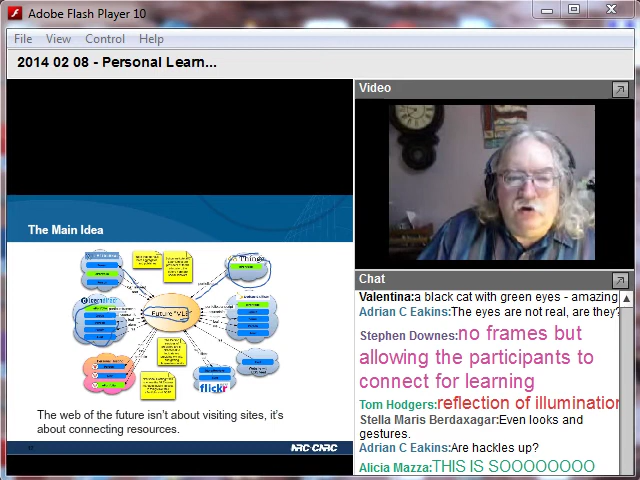 Adobe Flash Player 10
File View Control Help
2014 02 08 - Personal Learn...
Video
The Main Idea
Things
Future "VLE"
flickr
The web of the future isn't about visiting sites, it's
about connecting resources.
NRC-CNRC
Chat
Valentina:a black cat with green eyes - amazing
Adrian C Eakins:The eyes are not real, are they?
Stephen Downes:no frames but
allowing the participants to
connect for learning
Tom Hodgers:reflection of illumination
Stella Maris Berdaxagar:Even looks and
gestures.
Adrian C Eakins:Are hackles up?
Alicia Mazza:THIS IS SOOOOOOOO